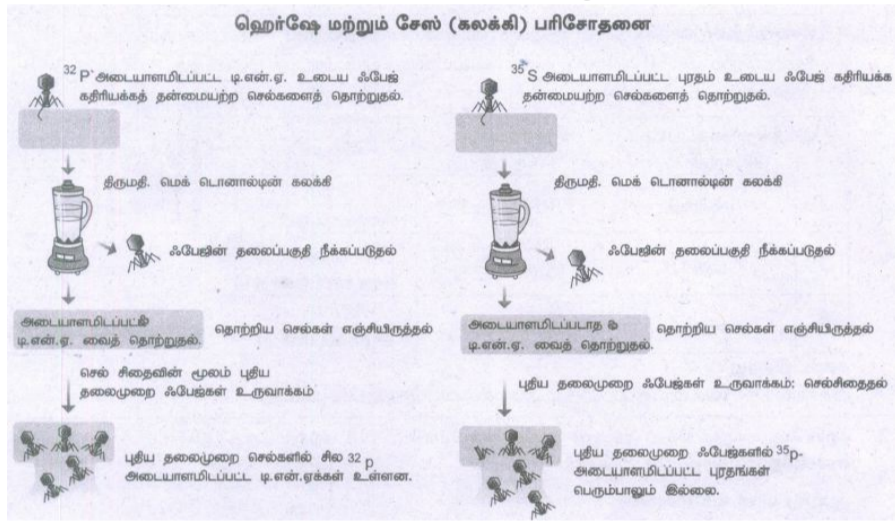 ஹெர்ஷே மற்றும் சேஸ் (கலக்கி) பரிசோதனை
32 P` அடையாளமிடப்பட்ட டி.என்.ஏ. உடைய ஃபேஜ்
கதிரியக்கத் தன்மையற்ற செல்களைத் தொற்றுதல்.
திருமதி. மெக் டொனால்டின் கலக்கி
ஃபேஜின் தலைப்பகுதி நீக்கப்படுதல்
அடையாளமிடப்பட்ட
டி.என்.ஏ. வைத் தொற்றுதல்.
தொற்றிய செல்கள் எஞ்சியிருத்தல்
செல் சிதைவின் மூலம் புதிய
தலைமுறை ஃபேஜ்கள் உருவாக்கம்
புதிய தலைமுறை செல்களில் சில 32 p
அடையாளமிடப்பட்ட டி.என்.ஏக்கள் உள்ளன.
35 S அடையாளமிடப்பட்ட புரதம் உடைய ஃபேஜ் கதிரியக்க
தன்மையற்ற செல்களைத் தொற்றுதல்.
திருமதி. மெக் டொனால்டின் கலக்கி
ஃபேஜின் தலைப்பகுதி நீக்கப்படுதல்
அடையாளமிடப்படாத
டி.என்.ஏ. வைத் தொற்றுதல்.
தொற்றிய செல்கள் எஞ்சியிருத்தல்
புதிய தலைமுறை ஃபேஜ்கள் உருவாக்கம்: செல்சிதைதல்
புதிய தலைமுறை ஃபேஜ்களில் 35p-
அடையாளமிடப்பட்ட புரதங்கள்
பெரும்பாலும் இல்லை.